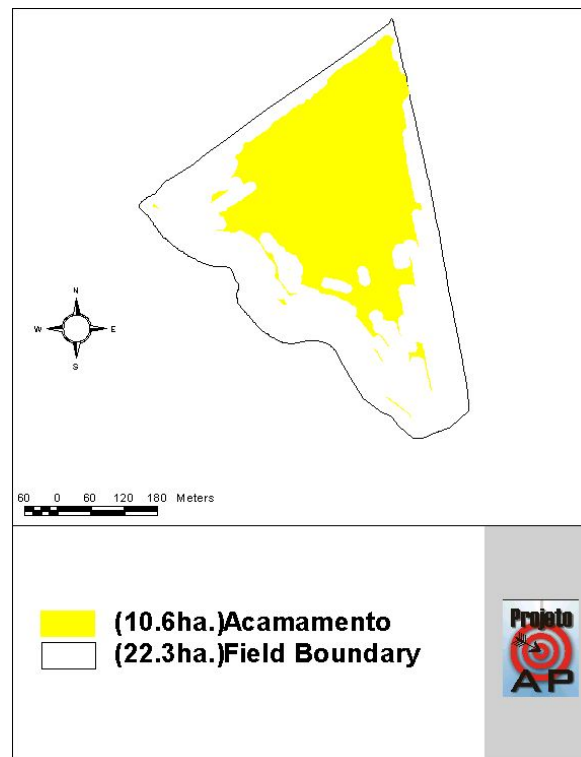 N
W E
S
60 0 60 120 180 Meters
(10.6ha.)Acamamento
(22.3ha.)Field Boundary
Projeto
AP